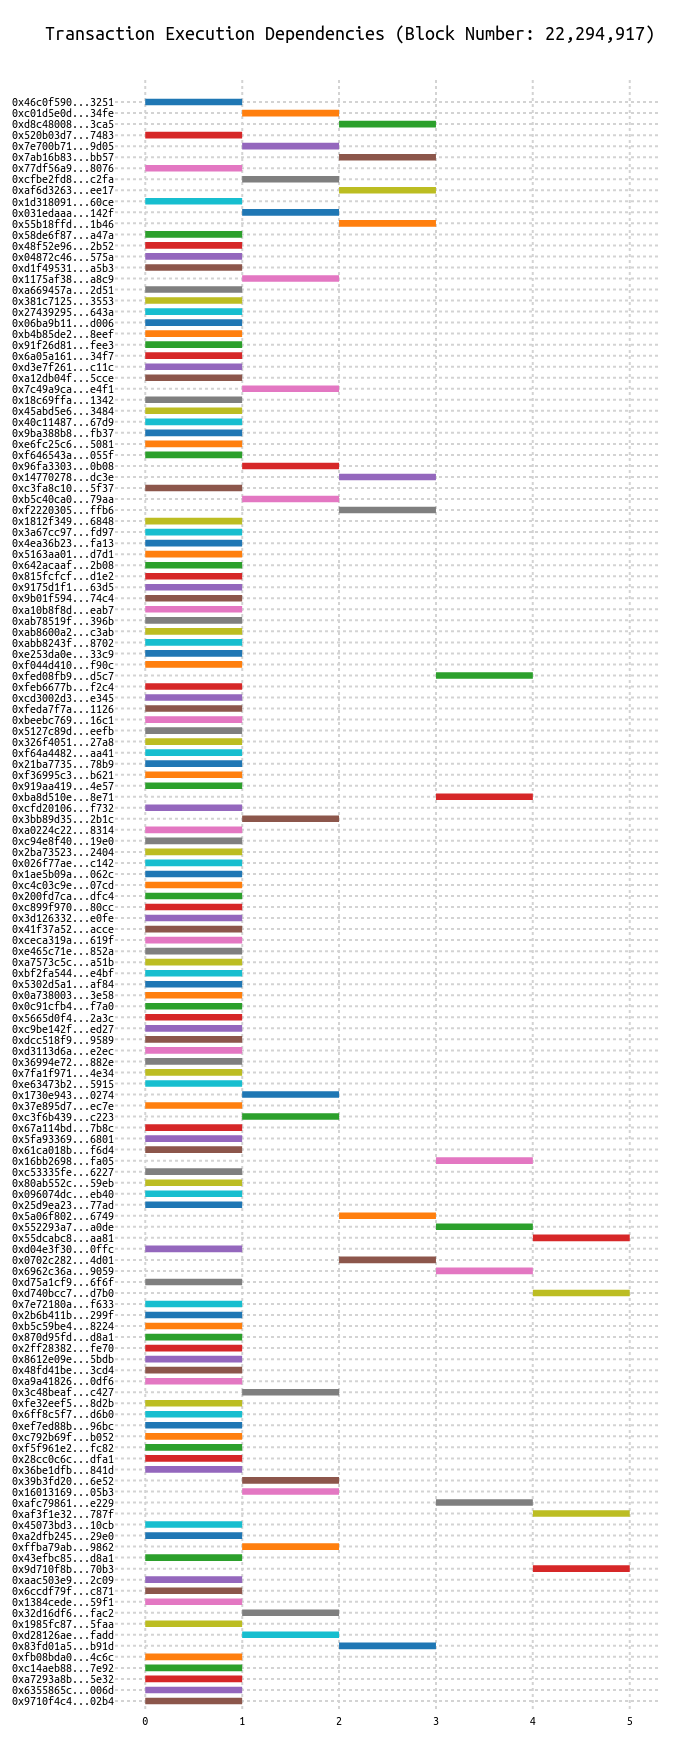 Transaction Execution Dependencies (Block Number: 22,294,917)
0x46c0f590...3251
0xc01d5e0d...34fe
0xd8c48008...3ca5
0x520b03d7...7483
0x7e700b71...9d05
0x7ab16b83...bb57
0x77df56a9...8076
0xcfbe2fd8...c2fa
0xaf6d3263...ee17
0x1d318091...60ce
0x031edaaa...142f
0x55b18ffd...1b46
0x58de6f87...a47a
0x48f52e96...2b52
0x04872c46...575a
0xd1f49531...a5b3
0x1175af38...a8c9
0xa669457a...2d51
0x381c7125...3553
0x27439295...643a
0x06ba9b11...d006
0xb4b85de2...8eef
0x91f26d81...fee3
0x6a05a161...34f7
0xd3e7f261...c11c
0xa12db04f...5cce
0x7c49a9ca...e4f1
0x18c69ffa...1342
0x45abd5e6...3484
0x40c11487...67d9
0x9ba388b8...fb37
0xe6fc25c6...5081
0xf646543a...055f
0x96fa3303...0b08
0x14770278...dc3e
0xc3fa8c10...5f37
0xb5c40ca0...79aa
0xf2220305...ffb6
0x1812f349...6848
0x3a67cc97...fd97
0x4ea36b23...fa13
0x5163aa01...d7d1
0x642acaaf...2b08
0x815fcfcf...d1e2
0x9175d1f1...63d5
0x9b01f594...74c4
0xa10b8f8d...eab7
0xab78519f...396b
0xab8600a2...c3ab
0xabb8243f...8702
0xe253da0e...33c9
0xf044d410...f90c
0xfed08fb9...d5c7
0xfeb6677b...f2c4
0xcd3002d3...e345
0xfeda7f7a...1126
0xbeebc769...16c1
0x5127c89d...eefb
0x326f4051...27a8
0xf64a4482...aa41
0x21ba7735...78b9
0xf36995c3...b621
0x919aa419...4e57
0xba8d510e...8e71
0xcfd20106...f732
0x3bb89d35...2b1c
0xa0224c22...8314
0xc94e8f40...19e0
0x2ba73523...2404
0x026f77ae...c142
0x1ae5b09a...062c
0xc4c03c9e...07cd
0x200fd7ca...dfc4
0xc899f970...80cc
0x3d126332...e0fe
0x41f37a52...acce
0xceca319a...619f
0xe465c71e...852a
0xa7573c5c...a51b
0xbf2fa544...e4bf
0x5302d5a1...af84
0x0a738003...3e58
0x0c91cfb4...f7a0
0x5665d0f4...2a3c
0xc9be142f...ed27
0xdcc518f9...9589
0xd3113d6a...e2ec
0x36994e72...882e
0x7fa1f971...4e34
0xe63473b2...5915
0x1730e943...0274
0x37e895d7...ec7e
0xc3f6b439...c223
0x67a114bd...7b8c
0x5fa93369...6801
0x61ca018b...f6d4
0x16bb2698...fa05
0xc53335fe...6227
0x80ab552c...59eb
0x096074dc...eb40
0x25d9ea23...77ad
0x5a06f802...6749
0x552293a7...a0de
0x55dcabc8...aa81
0xd04e3f30...0ffc
0x0702c282...4d01
0x6962c36a...9059
0xd75a1cf9...6f6f
0xd740bcc7...d7b0
0x7e72180a...f633
0x2b6b411b...299f
0xb5c59be4...8224
0x870d95fd...d8a1
0x2ff28382...fe70
0x8612e09e...5bdb
0x48fd41be...3cd4
0xa9a41826...0df6
0x3c48beaf...c427
0xfe32eef5...8d2b
0x6ff8c5f7...d6b0
0xef7ed88b...96bc
0xc792b69f...b052
0xf5f961e2...fc82
0x28cc0c6c...dfa1
0x36be1dfb...841d
0x39b3fd20...6e52
0x16013169...05b3
0xafc79861...e229
0xaf3f1e32...787f
0x45073bd3...10cb
0xa2dfb245...29e0
0xffba79ab...9862
0x43efbc85...d8a1
0x9d710f8b...70b3
0xaac503e9...2c09
0x6ccdf79f...c871
0x1384cede...59f1
0x32d16df6...fac2
0x1985fc87...5faa
0xd28126ae...fadd
0x83fd01a5...b91d
0xfb08bda0...4c6c
0xc14aeb88...7e92
0xa7293a8b...5e32
0x6355865c...006d
0x9710f4c4...02b4
0 1 2 3 4 5